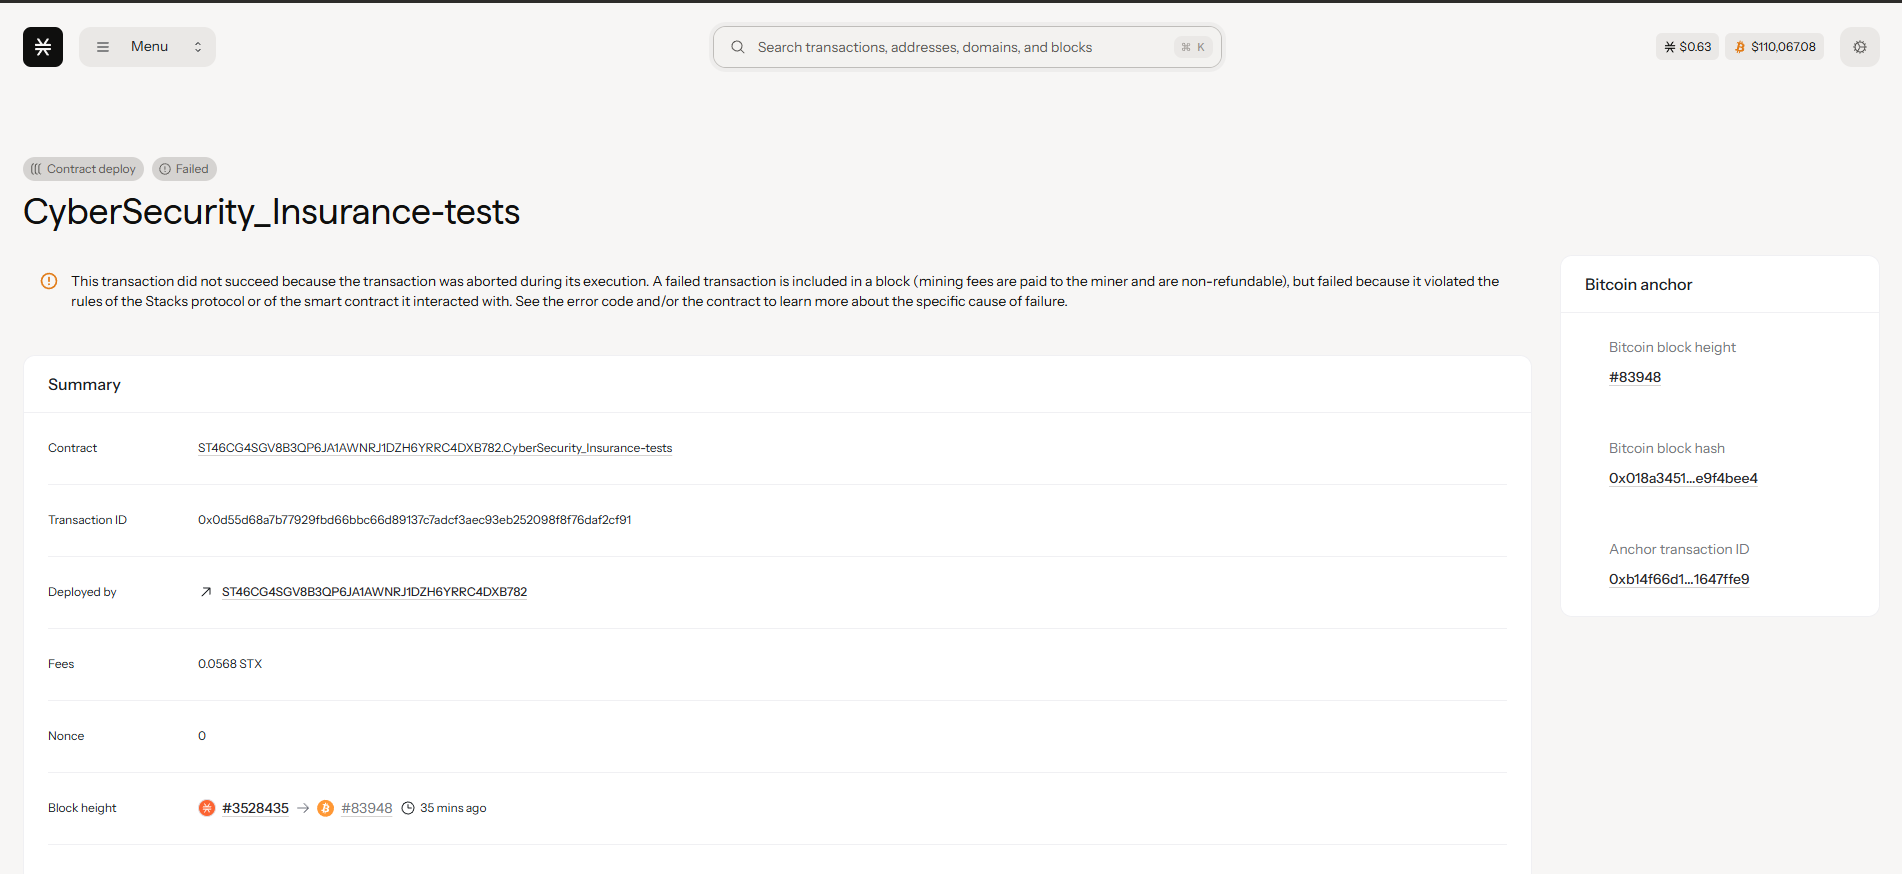 Menu
Search transactions, addresses, domains, and blocks
⌘ K
$0.63
$110,067.08
Contract deploy
Failed
CyberSecurity_Insurance-tests
This transaction did not succeed because the transaction was aborted during its execution. A failed transaction is included in a block (mining fees are paid to the miner and are non-refundable), but failed because it violated the
rules of the Stacks protocol or of the smart contract it interacted with. See the error code and/or the contract to learn more about the specific cause of failure.
Summary
Contract
ST46CG4SGV8B3QP6JA1AWNRJ1DZH6YRRC4DXB782.CyberSecurity_Insurance-tests
Transaction ID
0x0d55d68a7b77929fbd66bbc66d89137c7adcf3aec93eb252098f8f76daf2cf91
Deployed by
ST46CG4SGV8B3QP6JA1AWNRJ1DZH6YRRC4DXB782
Fees
0.0568 STX
Nonce
0
Block height
#3528435 → #83948 35 mins ago
Bitcoin anchor
Bitcoin block height
#83948
Bitcoin block hash
0x018a3451...e9f4bee4
Anchor transaction ID
0xb14f66d1...1647ffe9